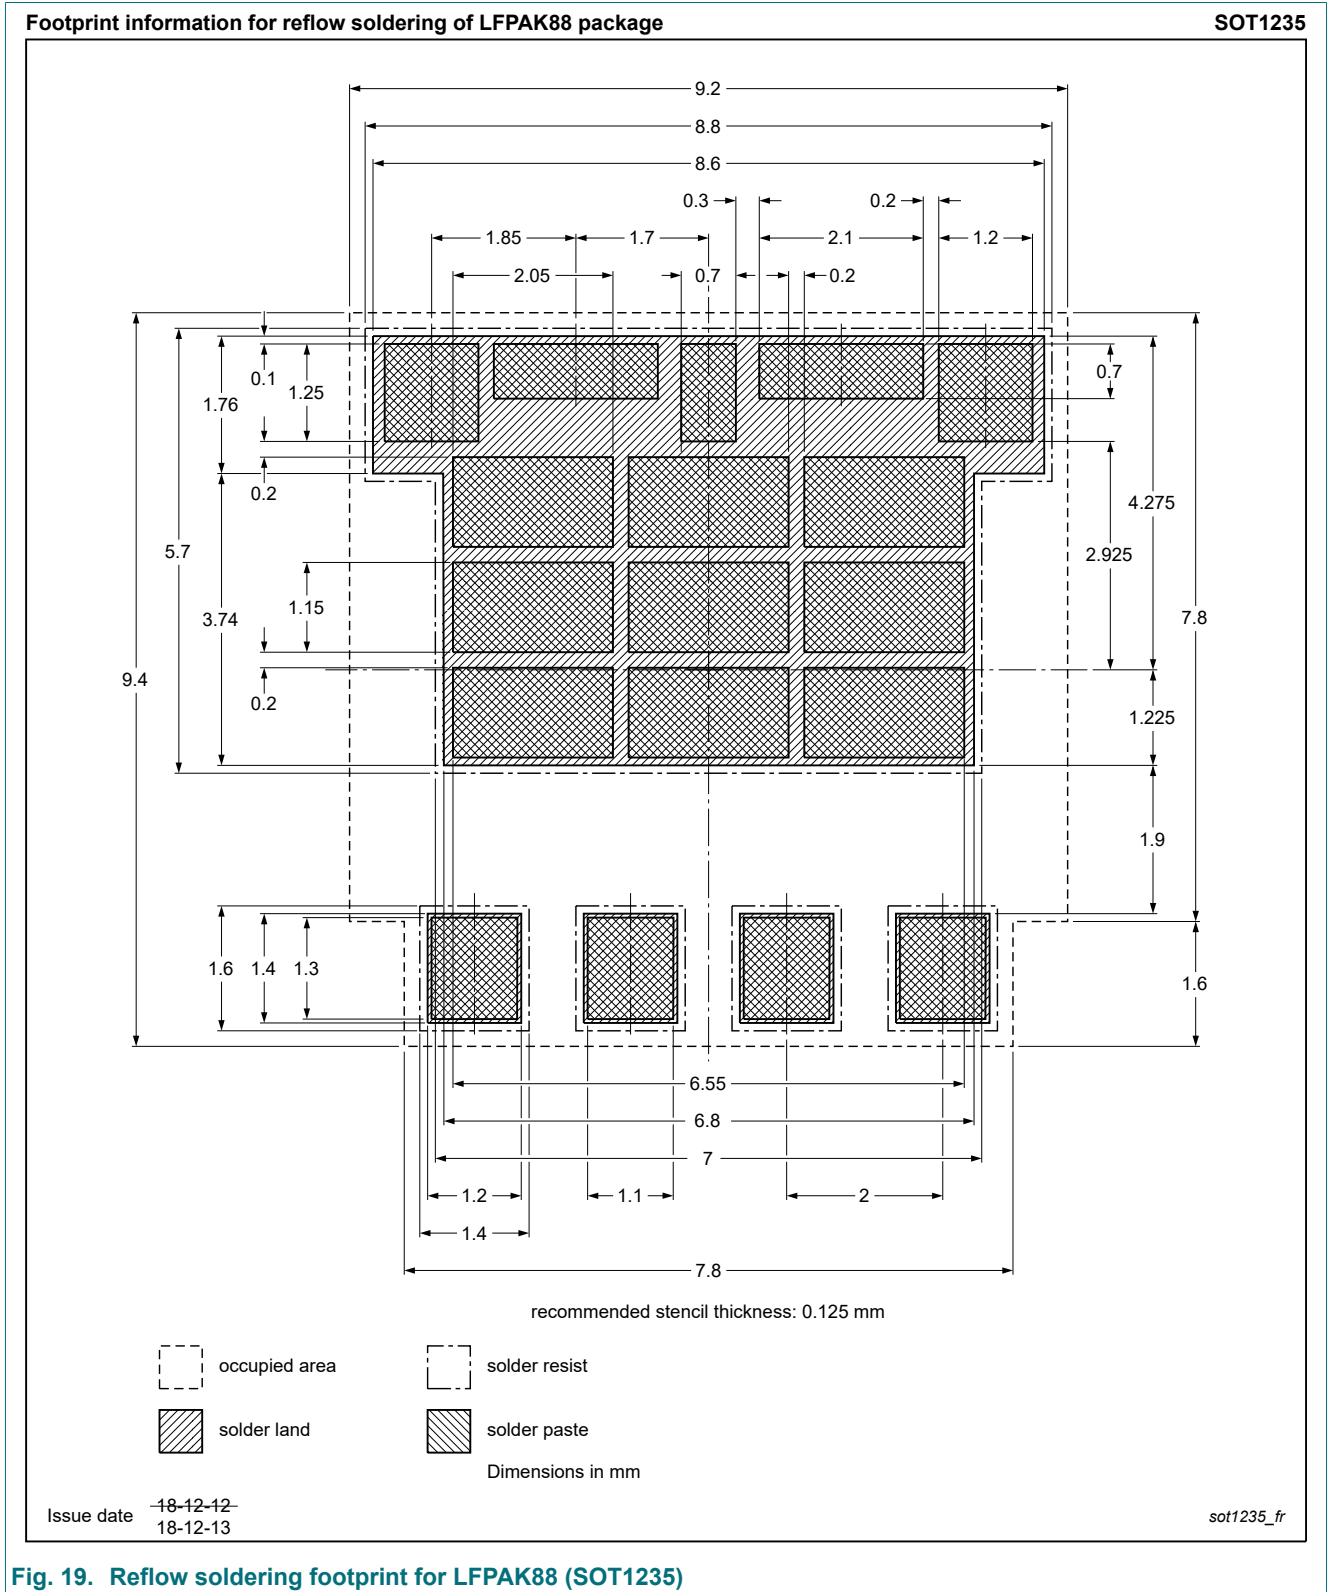 Footprint information for reflow soldering of LFPAK88 package SOT1235
9.2
8.8
8.6
0.3 0.2
1.85 1.7 2.1 1.2
2.05 0.7 0.2
0.1 1.25 0.7
1.76
0.2 4.275
5.7 2.925
1.15 3.74 7.8
9.4
0.2 1.225
1.9
1.6 1.4 1.3 1.6
6.55
6.8
7
1.2 1.1 2
1.4
7.8
recommended stencil thickness: 0.125 mm
occupied area solder resist
solder land solder paste
Dimensions in mm
Issue date 18-12-12
18-12-13
sot1235_fr
Fig. 19. Reflow soldering footprint for LFPAK88 (SOT1235)